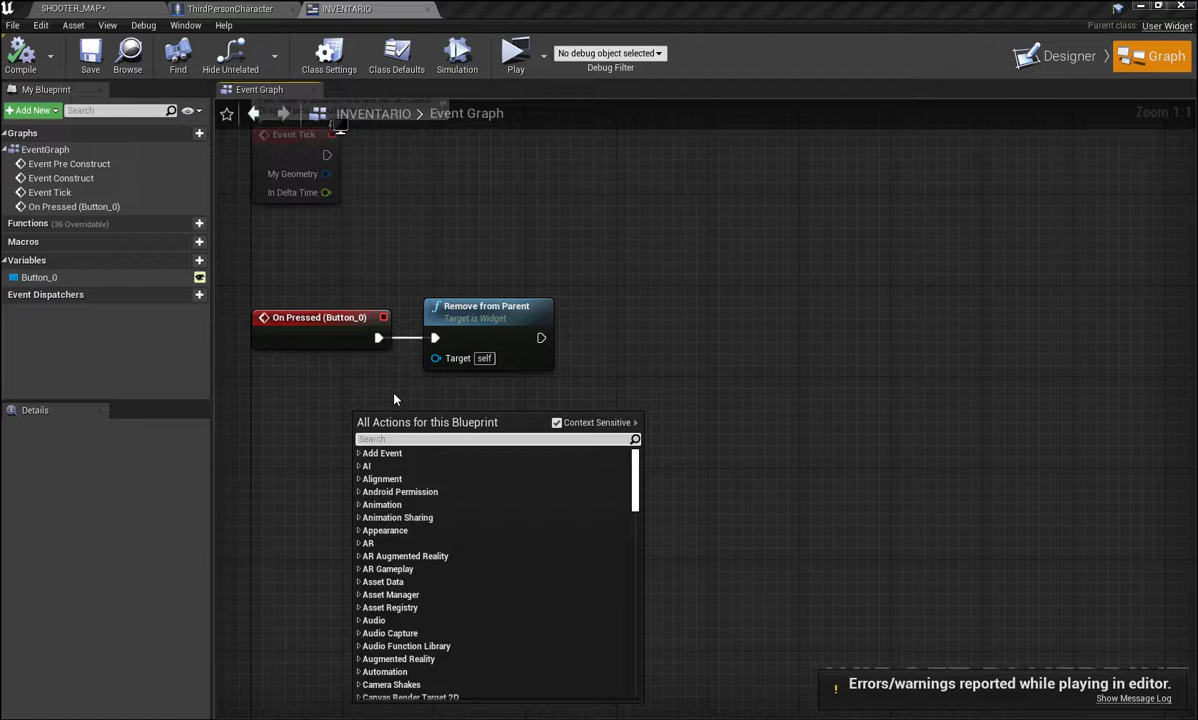 SHOOTER_MAP*
ThirdPersonCharacter
INVENTARIO
File
Edit
Asset
View
Debug
Window
Help
Parent class: User Widget
Compile
Save
Browse
Find
Hide Unrelated
Class Settings
Class Defaults
Simulation
Play
No debug object selected
Debug Filter
Designer
Graph
My Blueprint
+ Add New
Search
Graphs
EventGraph
Event Pre Construct
Event Construct
Event Tick
On Pressed (Button_0)
Functions (36 Overridable)
Macros
Variables
Button_0
Event Dispatchers
Details
Event Graph
INVENTARIO > Event Graph
Zoom 1:1
Event Tick
My Geometry
In Delta Time
On Pressed (Button_0)
Remove from Parent
Target is Widget
Target self
All Actions for this Blueprint
Context Sensitive
Search
Add Event
AI
Alignment
Android Permission
Animation
Animation Sharing
Appearance
AR
AR Augmented Reality
AR Gameplay
Asset Data
Asset Manager
Asset Registry
Audio
Audio Capture
Audio Function Library
Augmented Reality
Automation
Camera Shakes
Canvas Render Target 2D
Errors/warnings reported while playing in editor.
Show Message Log